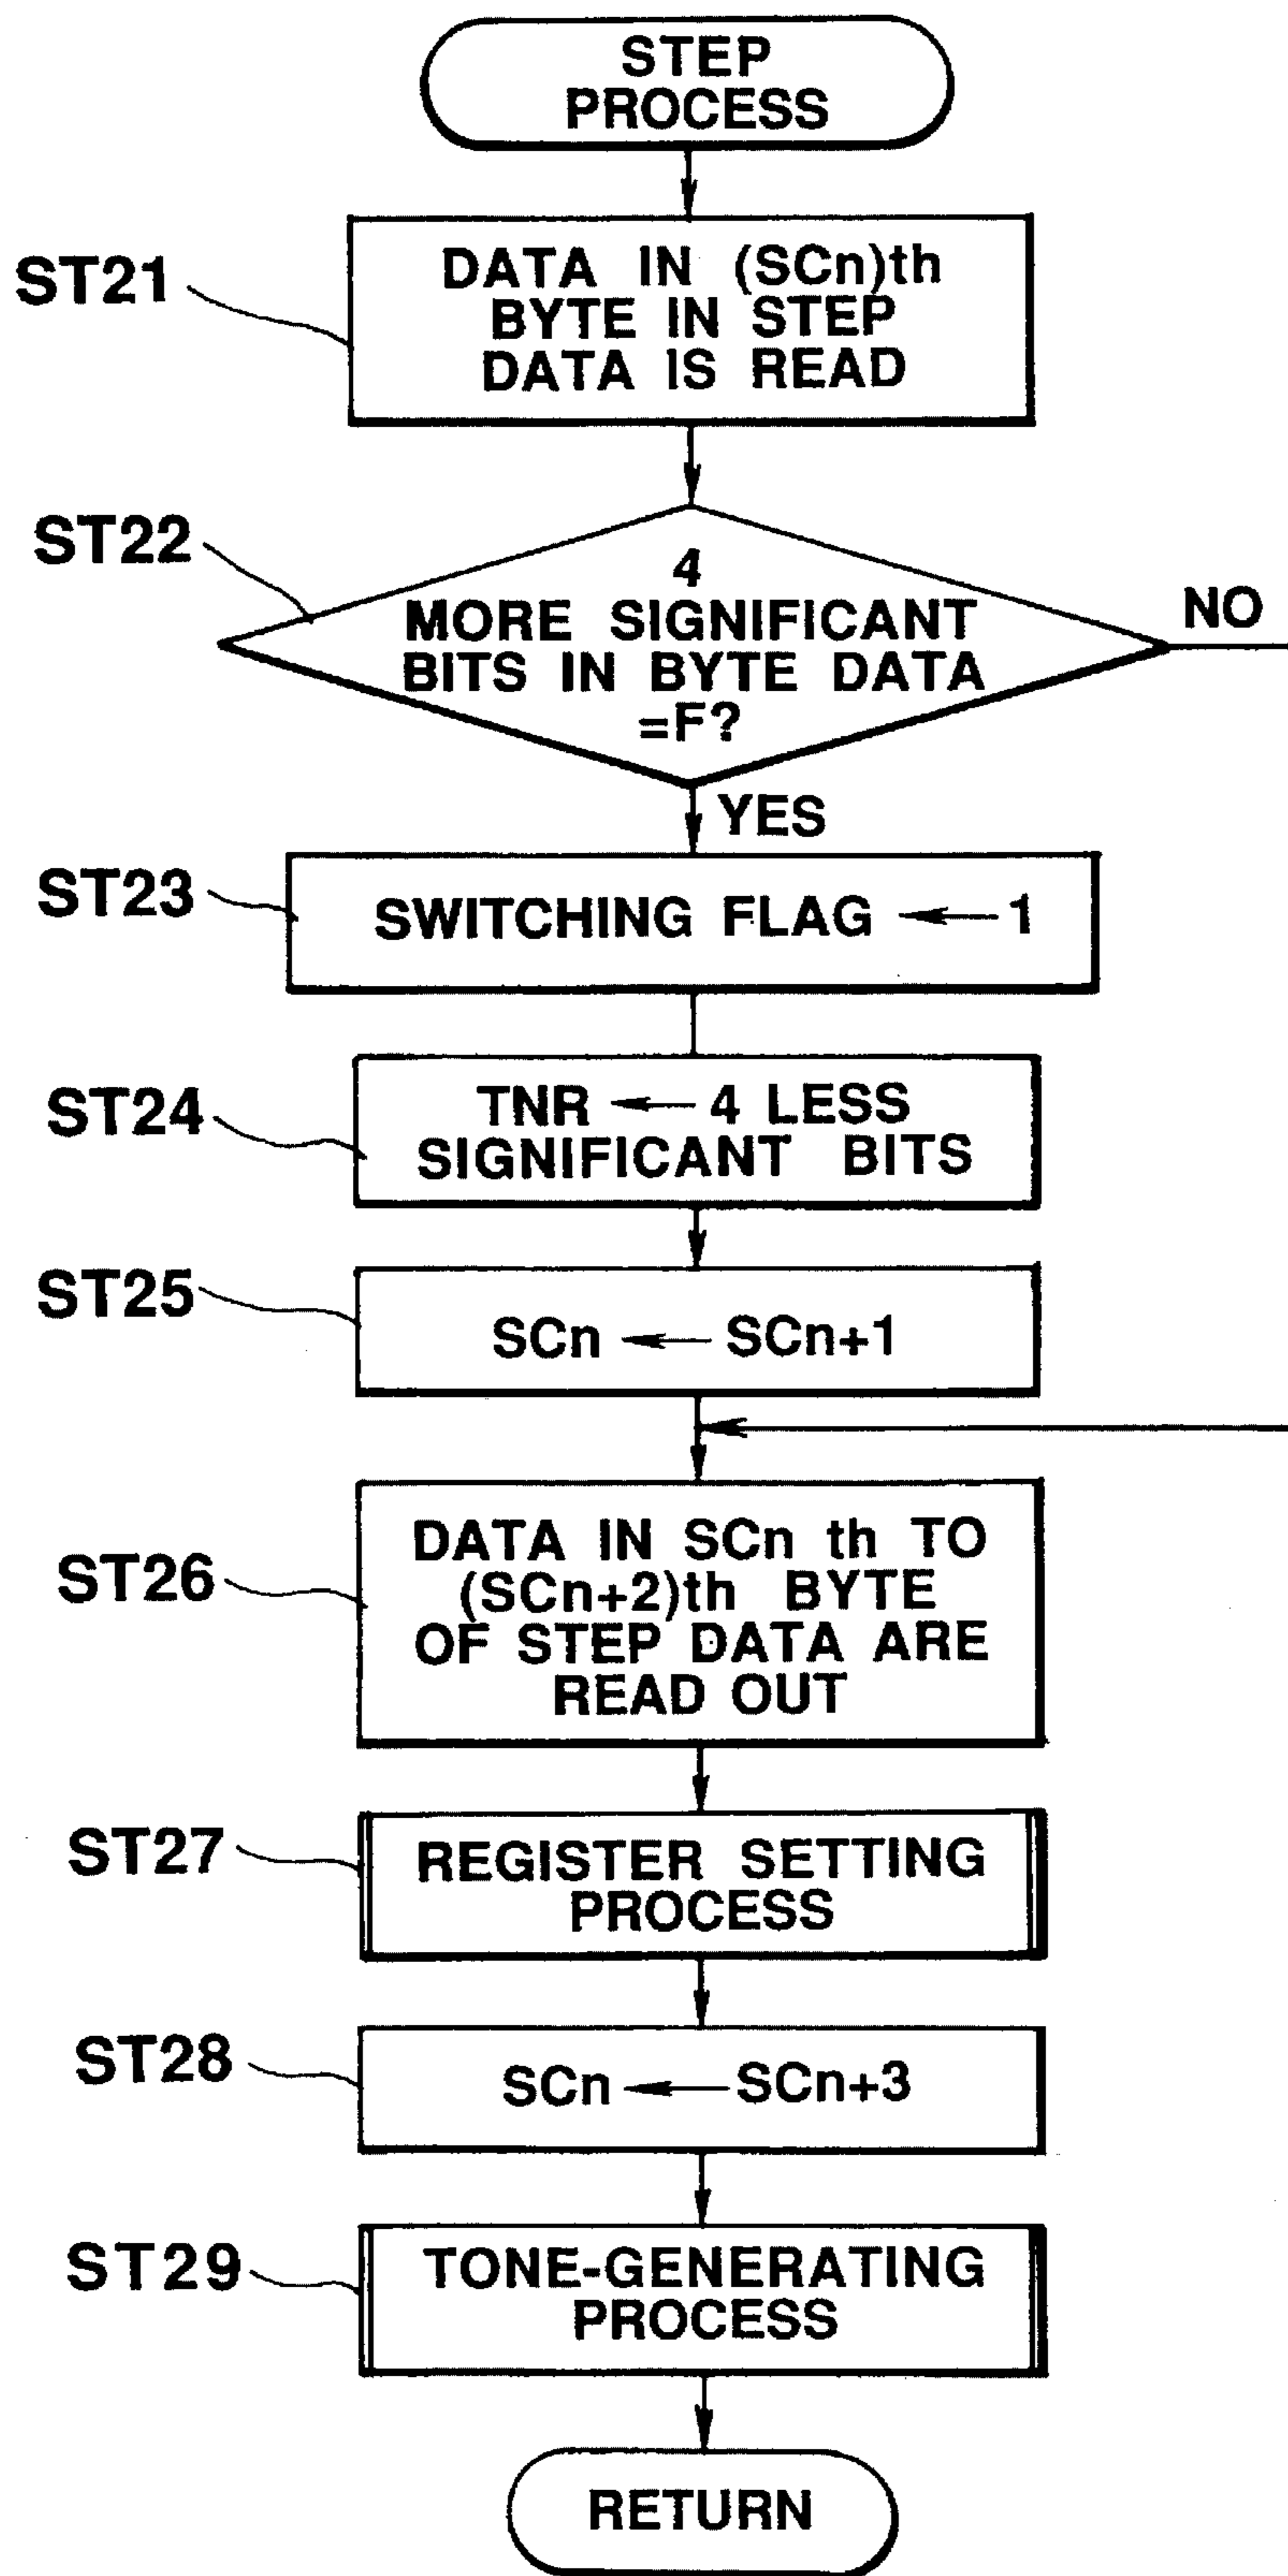 STEP
PROCESS
ST21
DATA IN (SCn)th
BYTE IN STEP
DATA IS READ
ST22
4
MORE SIGNIFICANT
BITS IN BYTE DATA
=F?
NO
YES
ST23
SWITCHING FLAG ← 1
ST24
TNR ← 4 LESS
SIGNIFICANT BITS
ST25
SCn ← SCn+1
ST26
DATA IN SCn th TO
(SCn+2)th BYTE
OF STEP DATA ARE
READ OUT
ST27
REGISTER SETTING
PROCESS
ST28
SCn ← SCn+3
ST29
TONE-GENERATING
PROCESS
RETURN